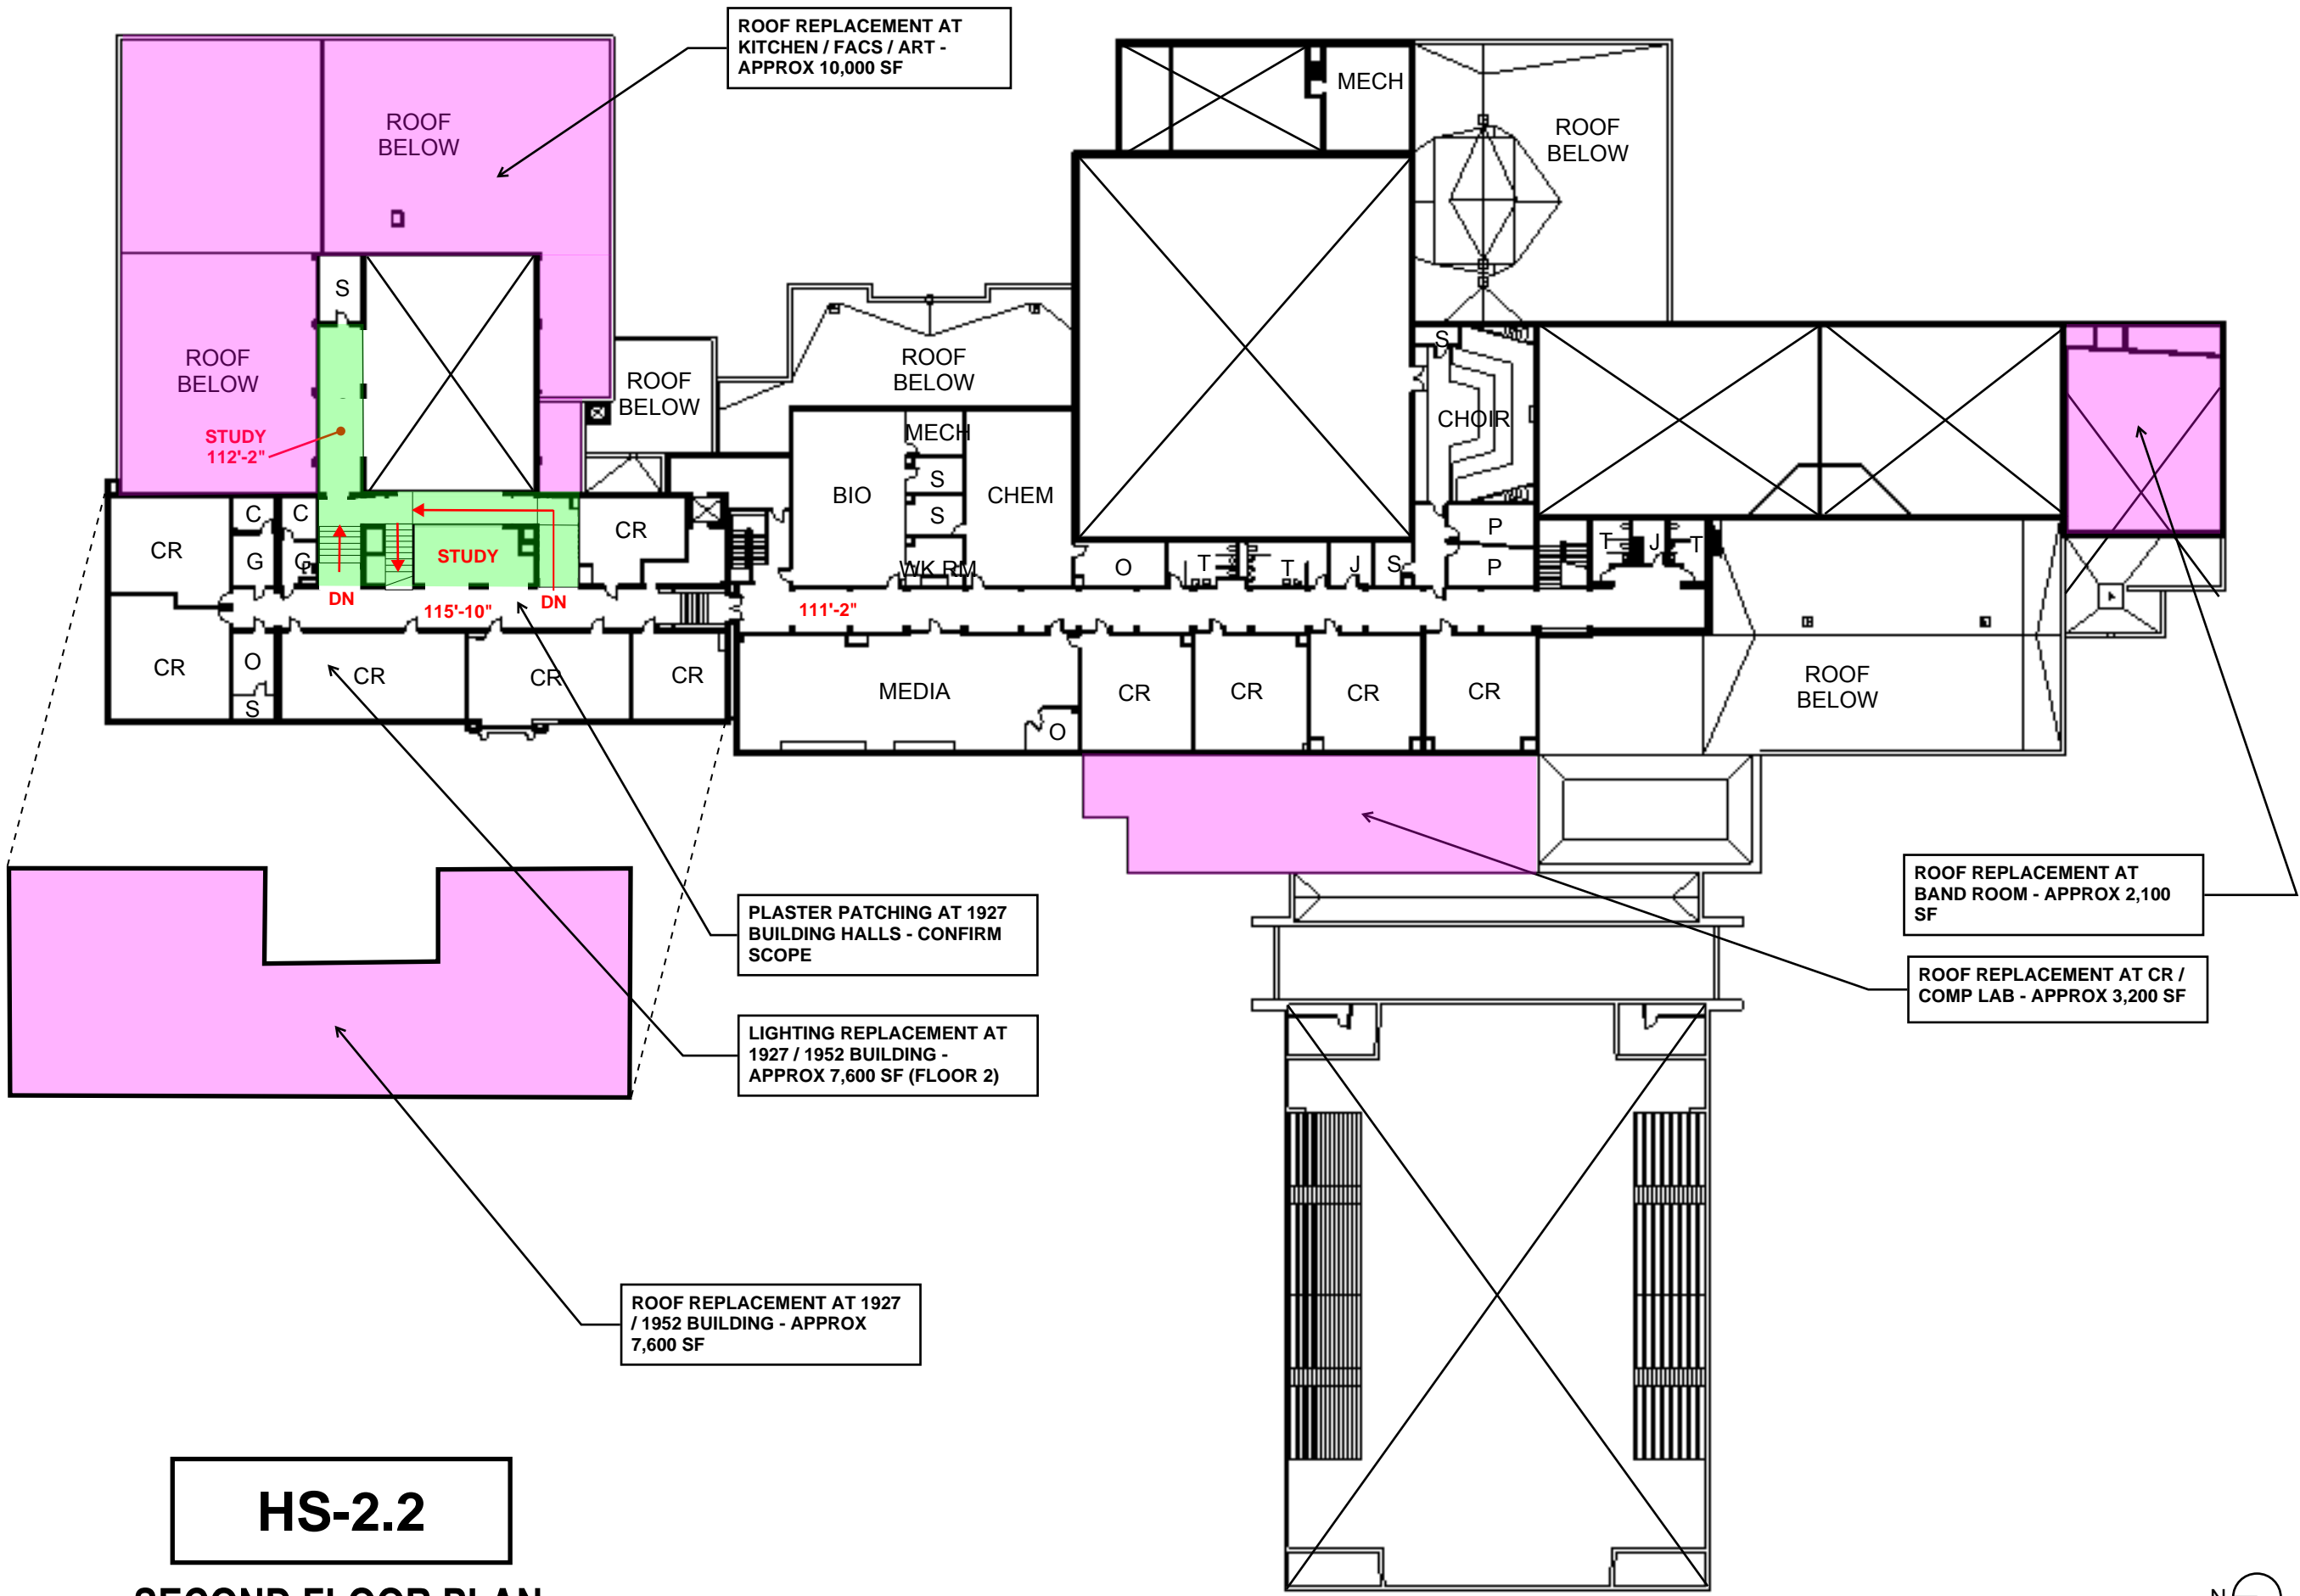 ROOF REPLACEMENT AT
KITCHEN / FACS / ART -
APPROX 10,000 SF
MECH
ROOF
BELOW
ROOF
BELOW
S
S
ROOF
BELOW
ROOF
BELOW
ROOF
BELOW
CHOIR
STUDY
112'-2"
MECH
BIO
S
CHEM
S
C
C
CR
CR
G
G
STUDY
WK RM
O
T
T
J
S
P
P
T
J
T
DN
115'-10"
DN
111'-2"
CR
O
S
CR
CR
CR
MEDIA
O
CR
CR
CR
CR
ROOF
BELOW
ROOF REPLACEMENT AT
BAND ROOM - APPROX 2,100
SF
PLASTER PATCHING AT 1927
BUILDING HALLS - CONFIRM
SCOPE
ROOF REPLACEMENT AT CR /
COMP LAB - APPROX 3,200 SF
LIGHTING REPLACEMENT AT
1927 / 1952 BUILDING -
APPROX 7,600 SF (FLOOR 2)
ROOF REPLACEMENT AT 1927
/ 1952 BUILDING - APPROX
7,600 SF
HS-2.2
SECOND FLOOR PLAN
N